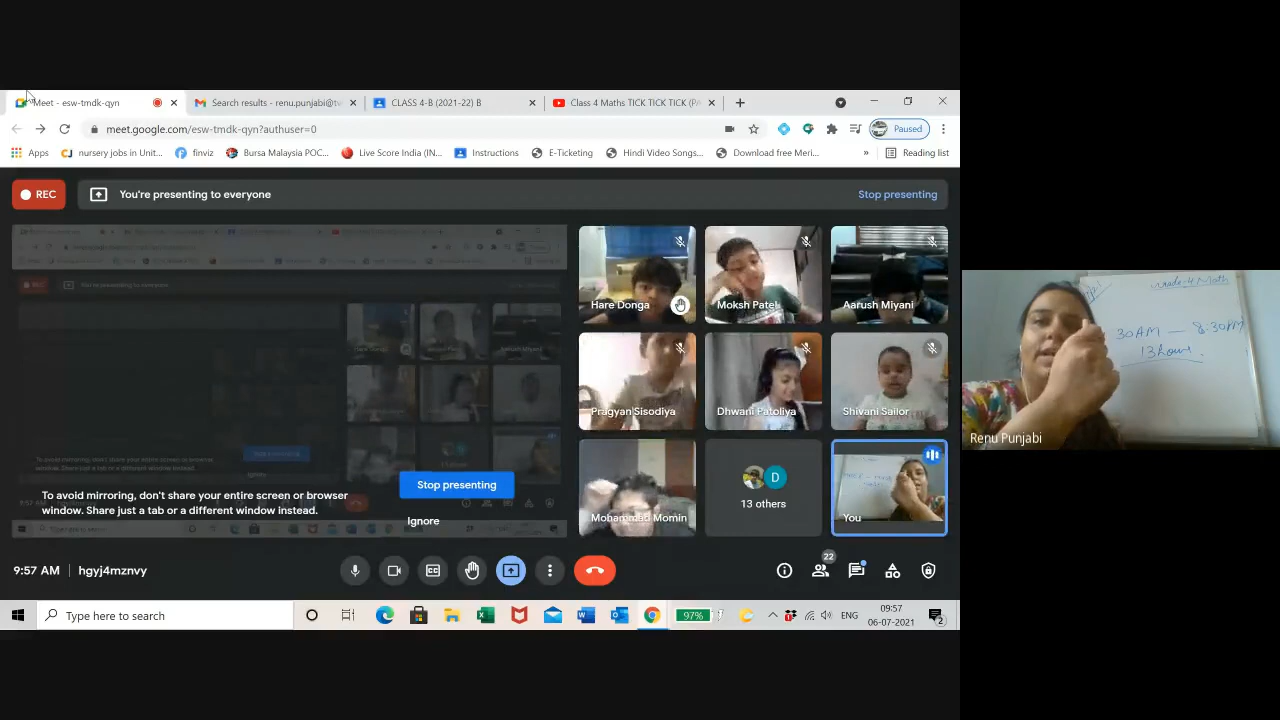 Meet - esw-tmdk-qyn
Search results - renu.punjabi@tw
CLASS 4-B (2021-22) B
Class 4 Maths TICK TICK TICK (PA
meet.google.com/esw-tmdk-qyn?authuser=0
Paused
Apps
nursery jobs in Unit...
finviz
Bursa Malaysia POC...
Live Score India (IN...
Instructions
E-Ticketing
Hindi Video Songs...
Download free Meri...
»
Reading list
REC
You're presenting to everyone
Stop presenting
Hare Donga
Moksh Patel
Aarush Miyani
Pragyan Sisodiya
Dhwani Patoliya
Shivani Sailor
Mohammad Momin
D
13 others
You
To avoid mirroring, don't share your entire screen or browser
window. Share just a tab or a different window instead.
Stop presenting
Ignore
9:57 AM | hgyj4mznvy
22
Type here to search
97%
ENG
09:57
06-07-2021
2
Grade-4 Math
30AM — 8:30PM
13 hour
Renu Punjabi